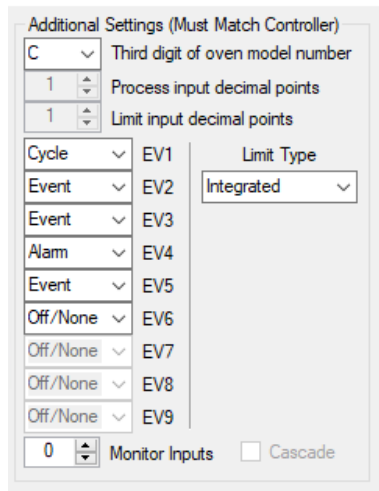 Additional Settings (Must Match Controller)
C Third digit of oven model number
1 Process input decimal points
1 Limit input decimal points
Cycle EV1 Limit Type
Event EV2 Integrated
Event EV3
Alarm EV4
Event EV5
Off/None EV6
Off/None EV7
Off/None EV8
Off/None EV9
0 Monitor Inputs Cascade